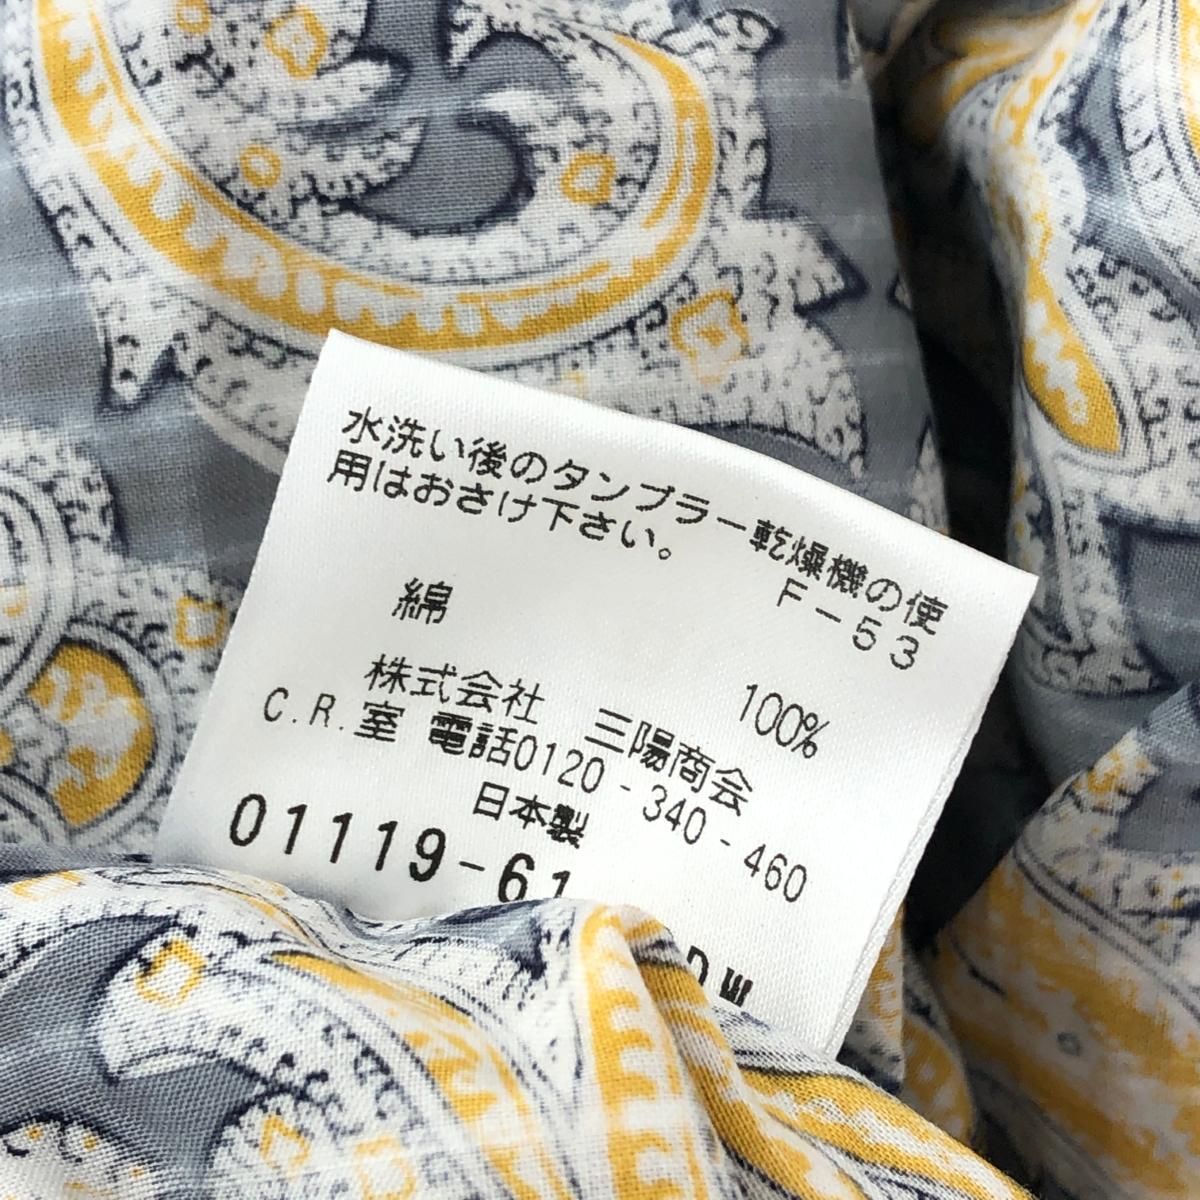 水洗い後のタンブラー乾燥機の使
用はおさけ下さい。
F-53
綿 100%
株式会社 三陽商会
C.R.室 電話0120-340-460
日本製
01119-61